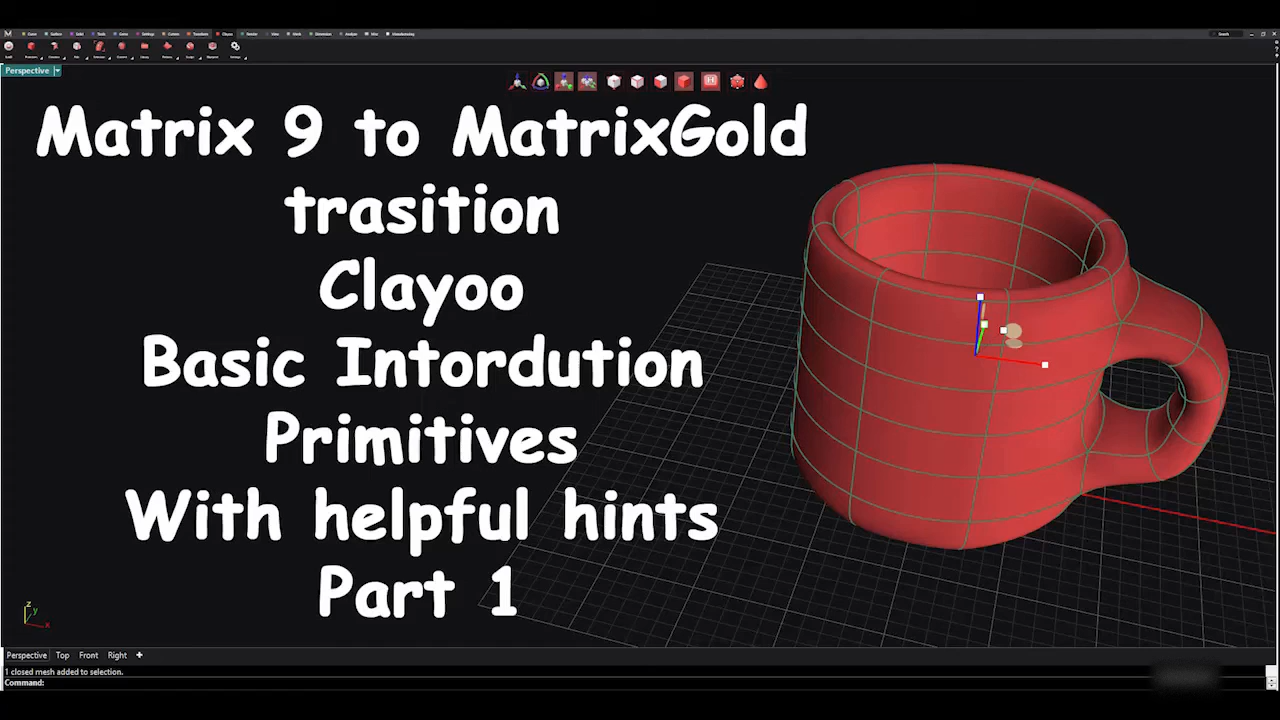 Perspective
Matrix 9 to MatrixGold
trasition
Clayoo
Basic Intordution
Primitives
With helpful hints
Part 1
z
y
x
Perspective Top Front Right
1 closed mesh added to selection.
Command: